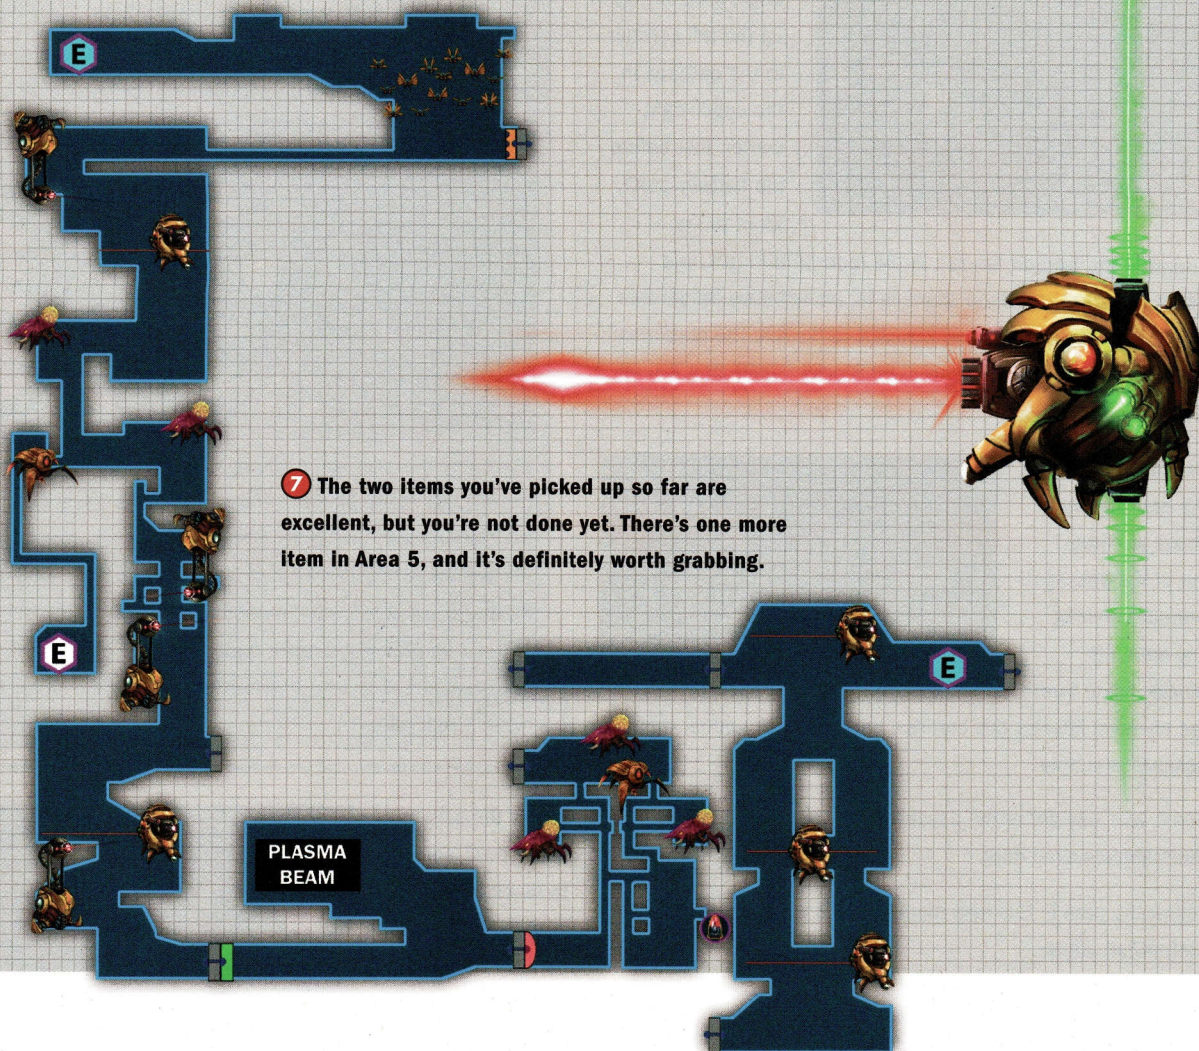 E
7 The two items you've picked up so far are
excellent, but you're not done yet. There's one more
item in Area 5, and it's definitely worth grabbing.
E
E
PLASMA
BEAM